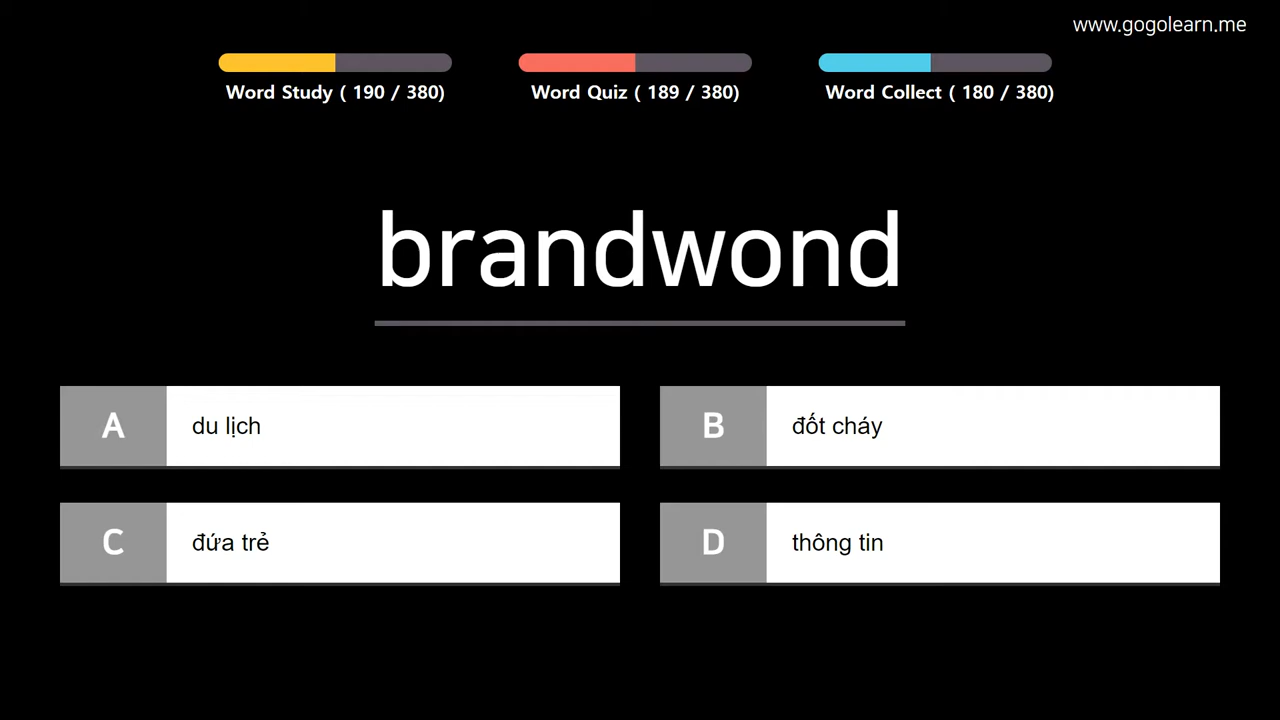 www.gogolearn.me
Word Study ( 190 / 380)
Word Quiz ( 189 / 380)
Word Collect ( 180 / 380)
brandwond
A
du lịch
B
đốt cháy
C
đứa trẻ
D
thông tin